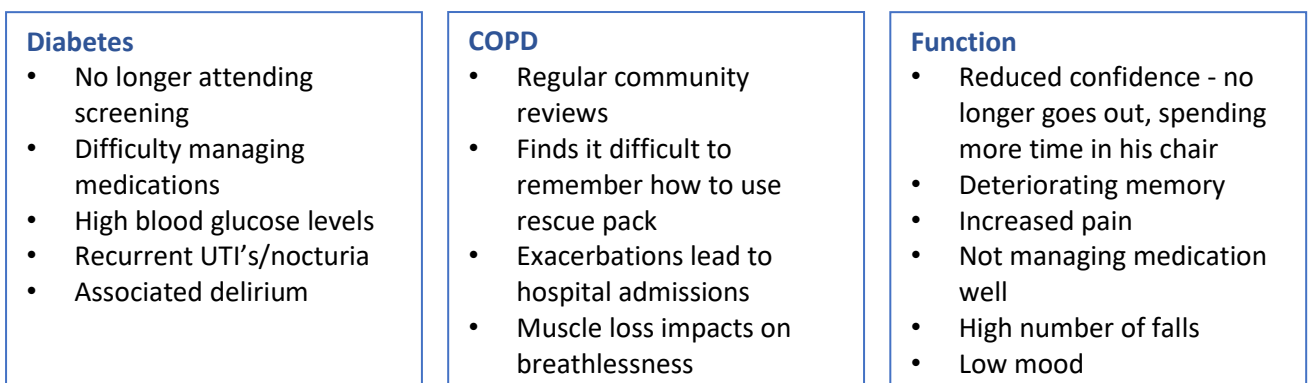 Diabetes
• No longer attending
screening
• Difficulty managing
medications
• High blood glucose levels
• Recurrent UTI's/nocturia
• Associated delirium
COPD
• Regular community
reviews
• Finds it difficult to
remember how to use
rescue pack
• Exacerbations lead to
hospital admissions
• Muscle loss impacts on
breathlessness
Function
• Reduced confidence - no
longer goes out, spending
more time in his chair
• Deteriorating memory
• Increased pain
• Not managing medication
well
• High number of falls
• Low mood